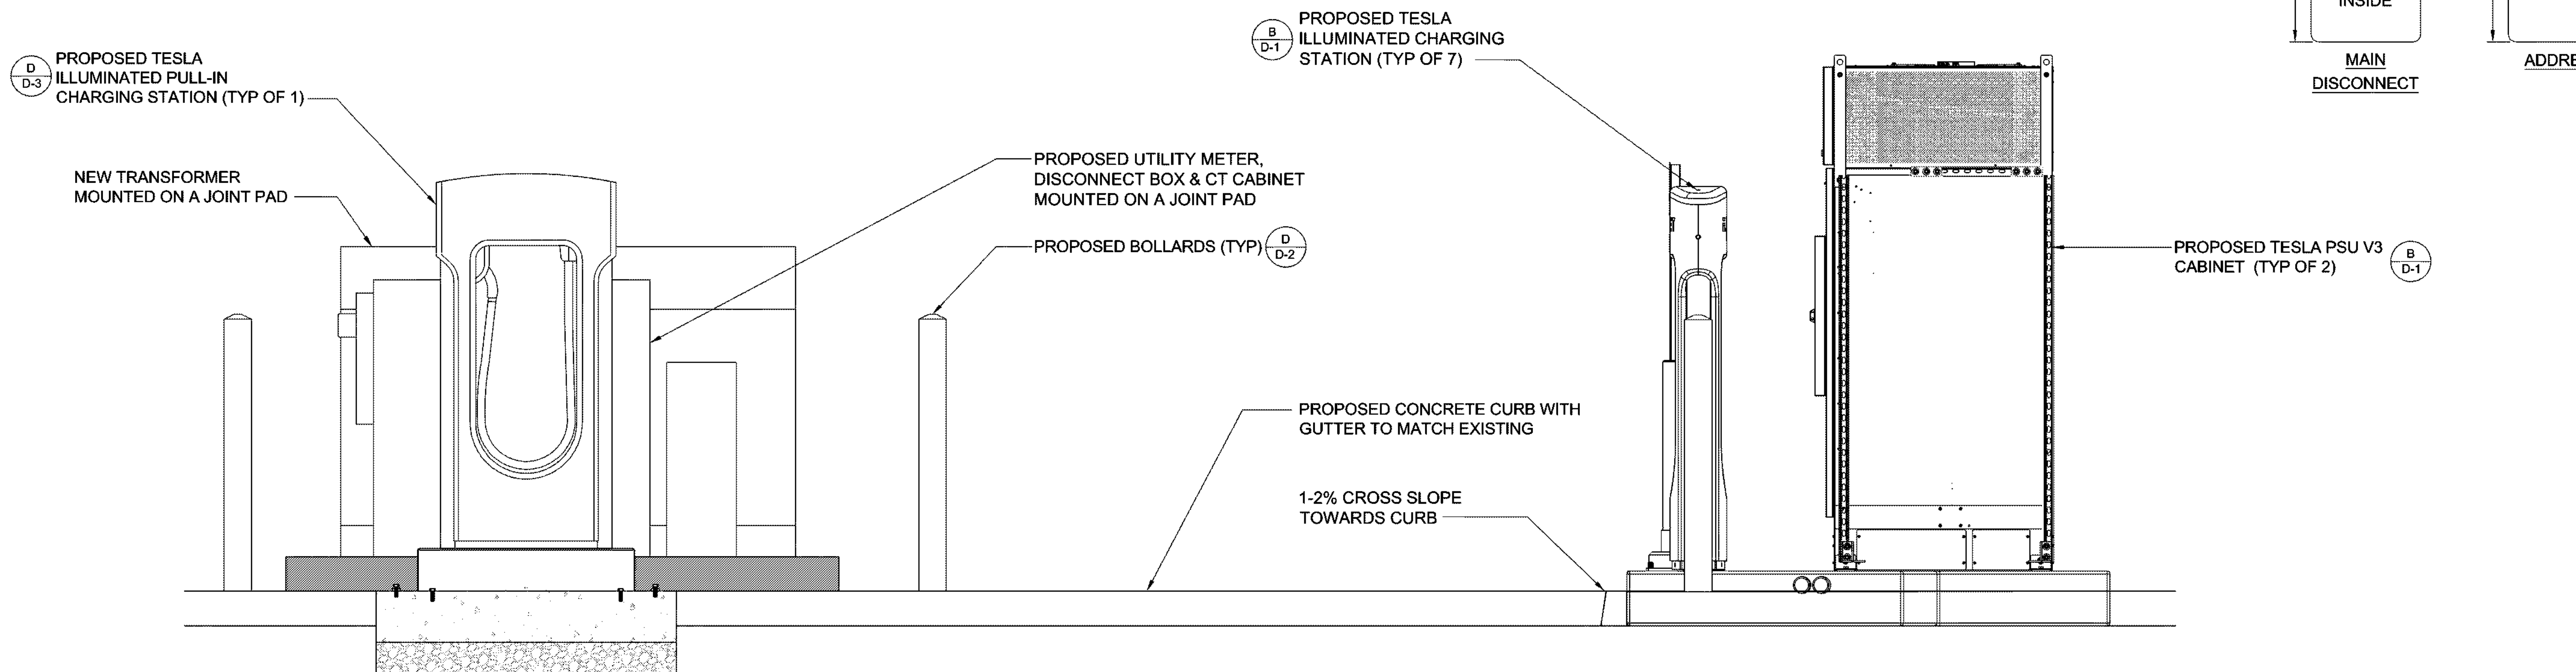 D
D-3
PROPOSED TESLA
ILLUMINATED PULL-IN
CHARGING STATION (TYP OF 1)
NEW TRANSFORMER
MOUNTED ON A JOINT PAD
PROPOSED UTILITY METER,
DISCONNECT BOX & CT CABINET
MOUNTED ON A JOINT PAD
PROPOSED BOLLARDS (TYP)
D
D-2
B
D-1
PROPOSED TESLA
ILLUMINATED CHARGING
STATION (TYP OF 7)
PROPOSED CONCRETE CURB WITH
GUTTER TO MATCH EXISTING
1-2% CROSS SLOPE
TOWARDS CURB
PROPOSED TESLA PSU V3
CABINET (TYP OF 2)
B
D-1
INSIDE
MAIN
DISCONNECT